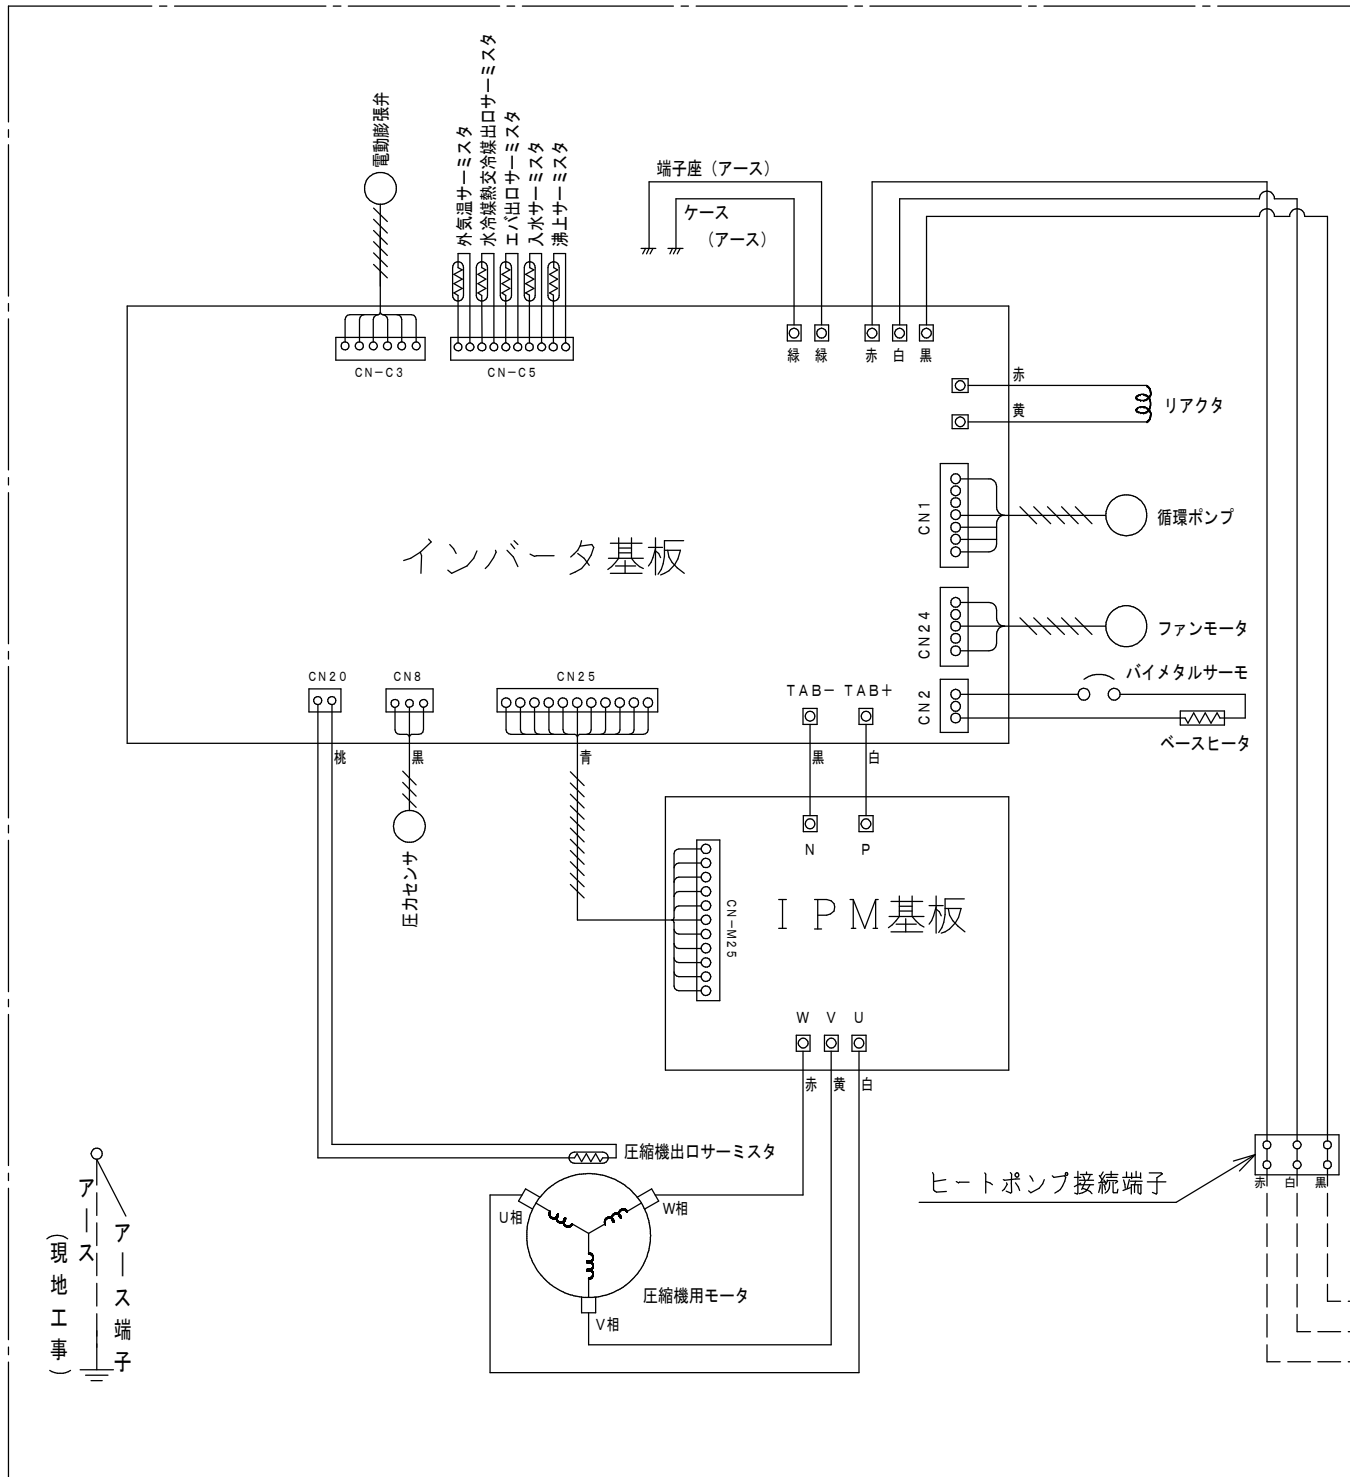 電動膨張弁
外気温サーミスタ
水冷媒熱交冷媒出口サーミスタ
エバ出口サーミスタ
入水サーミスタ
沸上サーミスタ
端子座（アース）
ケース
（アース）
CN-C3
CN-C5
緑
緑
赤
白
黒
赤
黄
リアクタ
CN1
循環ポンプ
インバータ基板
CN24
ファンモータ
CN20
CN8
CN25
TAB-
TAB+
CN2
バイメタルサーモ
ベースヒータ
桃
黒
青
黒
白
圧力センサ
N
P
CN-M25
IPM基板
W
V
U
赤
黄
白
圧縮機出口サーミスタ
ヒートポンプ接続端子
赤
白
黒
U相
W相
V相
圧縮機用モータ
アース
（現地工事）
アース端子